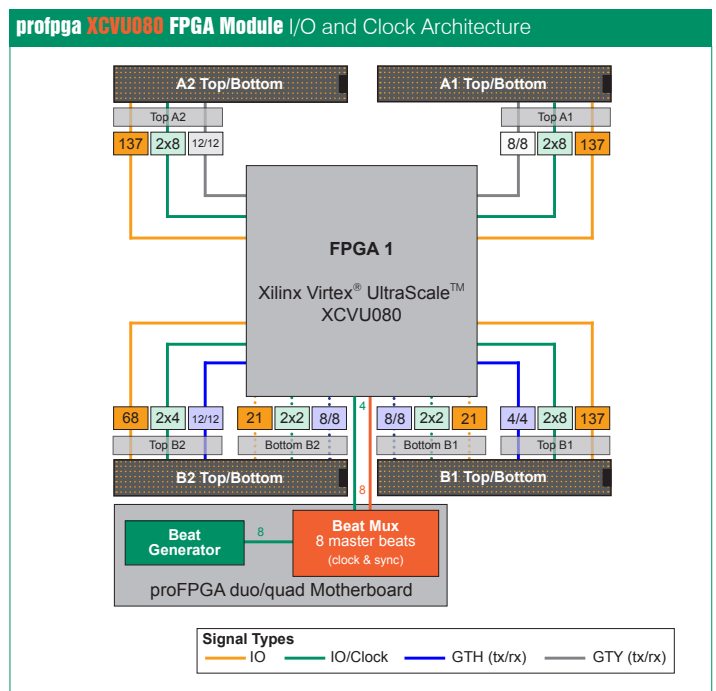 profpga XCVU080 FPGA Module I/O and Clock Architecture
A2 Top/Bottom
A1 Top/Bottom
Top A2
Top A1
137 2x8 12/12
8/8 2x8 137
FPGA 1
Xilinx Virtex® UltraScale™
XCVU080
4
68 2x4 12/12 21 2x2 8/8
8/8 2x2 21 4/4 2x8 137
Top B2
Bottom B2
Bottom B1
Top B1
B2 Top/Bottom
B1 Top/Bottom
8
Beat
Generator
8
Beat Mux
8 master beats
(clock & sync)
proFPGA duo/quad Motherboard
Signal Types
IO
IO/Clock
GTH (tx/rx)
GTY (tx/rx)